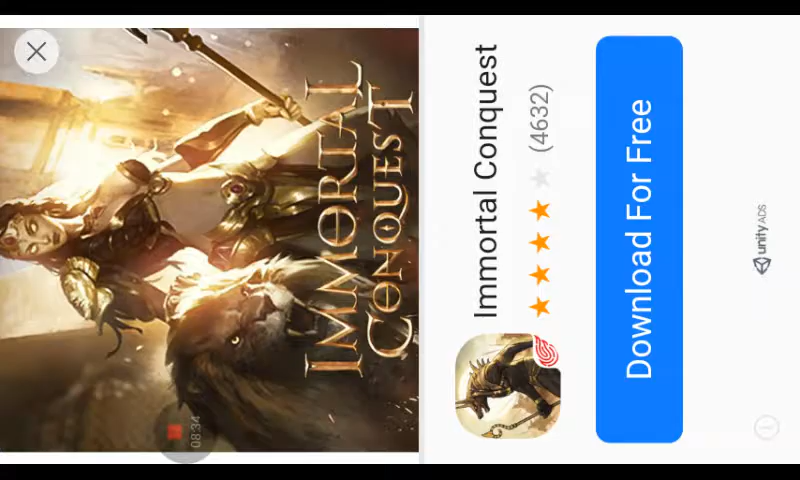 IMMORTAL
CONQUEST
Immortal Conquest
(4632)
Download For Free
unity ADS
08:34